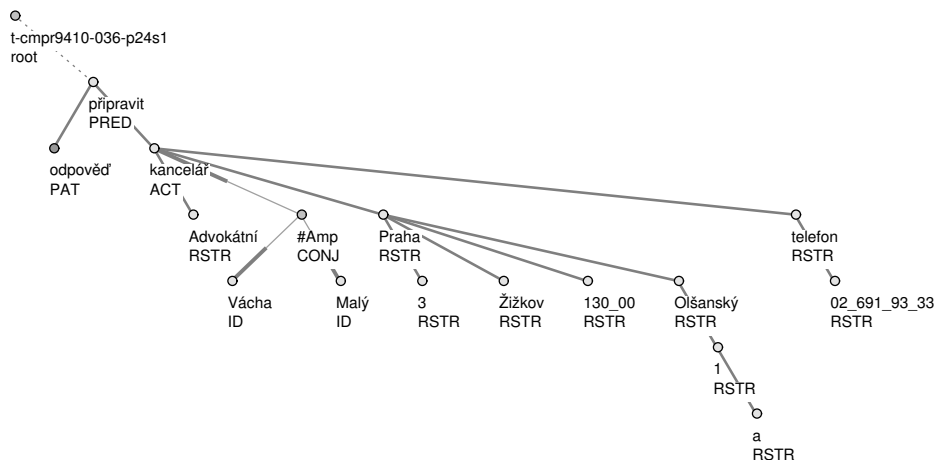 t-cmpr9410-036-p24s1
root
připravit
PRED
odpověď
PAT
kancelář
ACT
Advokátní
RSTR
#Amp
CONJ
Praha
RSTR
telefon
RSTR
Vácha
ID
Malý
ID
3
RSTR
Žižkov
RSTR
130_00
RSTR
Olšanský
RSTR
02_691_93_33
RSTR
1
RSTR
a
RSTR